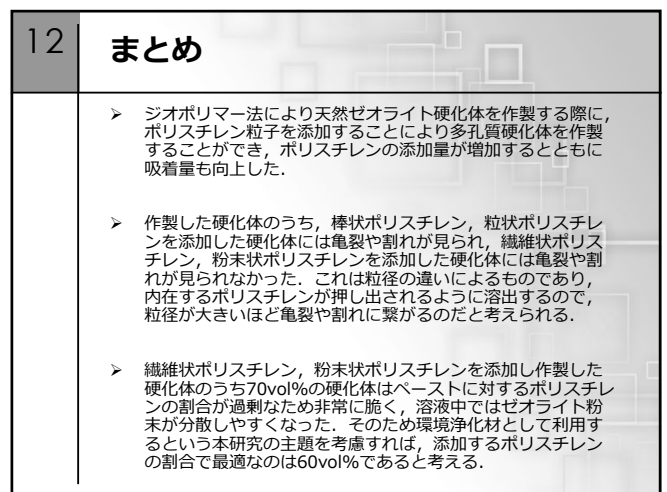 12
まとめ
➢ ジオポリマー法により天然ゼオライト硬化体を作製する際に，
ポリスチレン粒子を添加することにより多孔質硬化体を作製
することができ，ポリスチレンの添加量が増加するとともに
吸着量も向上した．
➢ 作製した硬化体のうち，棒状ポリスチレン，粒状ポリスチレ
ンを添加した硬化体には亀裂や割れが見られ，繊維状ポリス
チレン，粉末状ポリスチレンを添加した硬化体には亀裂や割
れが見られなかった．これは粒径の違いによるものであり，
内在するポリスチレンが押し出されるように溶出するので，
粒径が大きいほど亀裂や割れに繋がるのだと考えられる．
➢ 繊維状ポリスチレン，粉末状ポリスチレンを添加し作製した
硬化体のうち70vol%の硬化体はペーストに対するポリスチレ
ンの割合が過剰なため非常に脆く，溶液中ではゼオライト粉
末が分散しやすくなった．そのため環境浄化材として利用す
るという本研究の主題を考慮すれば，添加するポリスチレン
の割合で最適なのは60vol%であると考える．